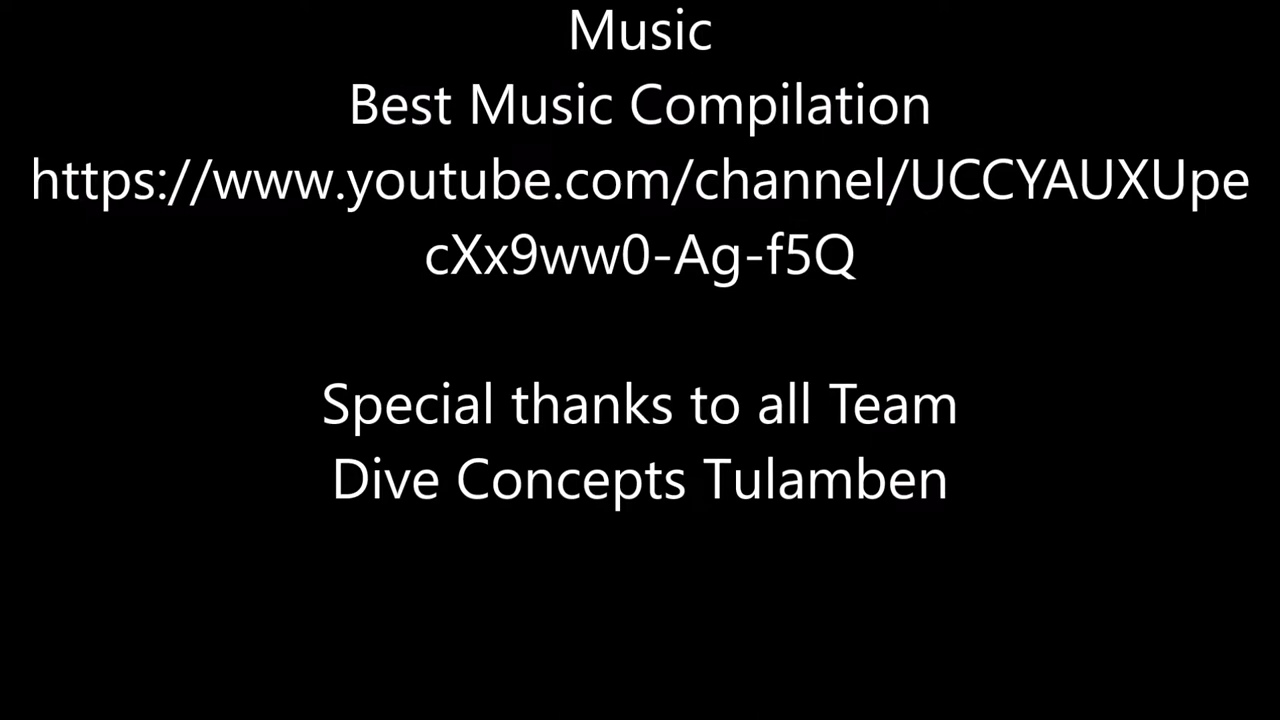 Music
Best Music Compilation
https://www.youtube.com/channel/UCCYAUXUpe
cXx9ww0-Ag-f5Q
Special thanks to all Team
Dive Concepts Tulamben